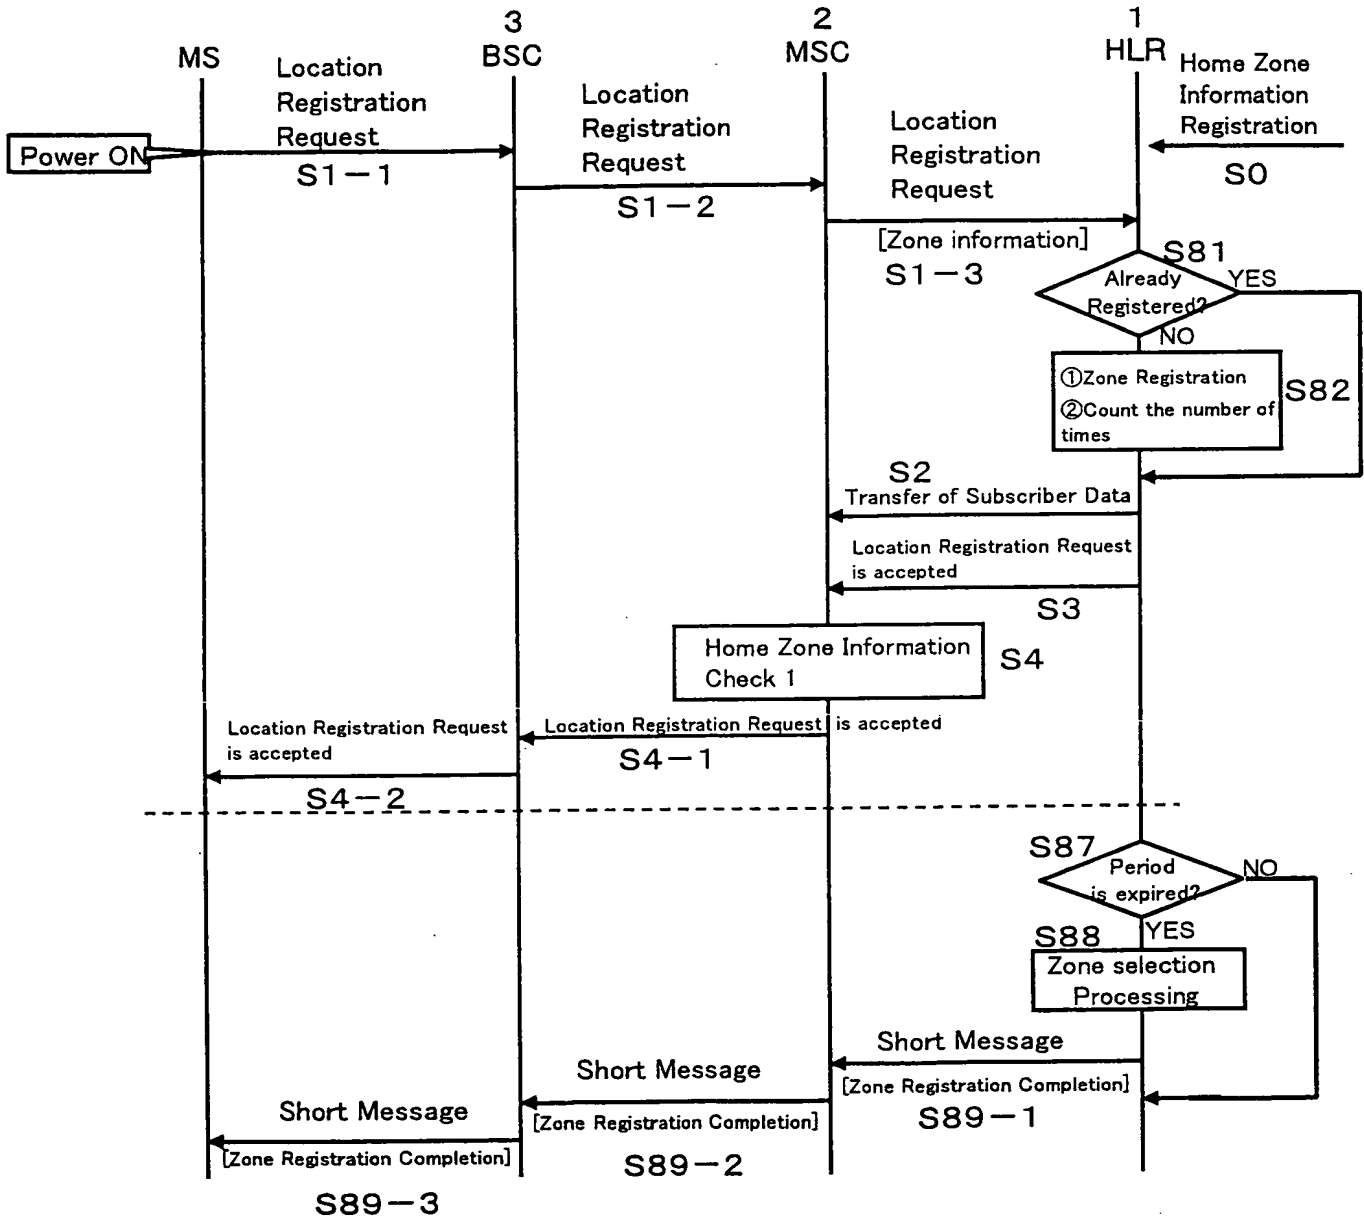 3
2
1
MS
BSC
MSC
HLR
Location
Registration
Request
S1-1
Location
Registration
Request
S1-2
Location
Registration
Request
[Zone information]
S1-3
Home Zone
Information
Registration
S0
Power ON
S81
Already
Registered?
YES
NO
①Zone Registration
②Count the number of
times
S82
S2
Transfer of Subscriber Data
Location Registration Request
is accepted
S3
Home Zone Information
Check 1
S4
Location Registration Request is accepted
S4-1
Location Registration Request
is accepted
S4-2
S87
Period
is expired?
NO
YES
S88
Zone selection
Processing
Short Message
[Zone Registration Completion]
S89-1
Short Message
[Zone Registration Completion]
S89-2
Short Message
[Zone Registration Completion]
S89-3